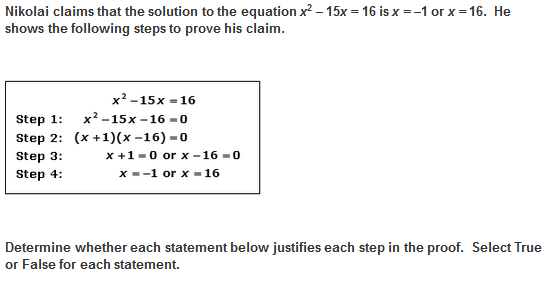 Nikolai claims that the solution to the equation x² – 15x = 16 is x = –1 or x = 16. He
shows the following steps to prove his claim.
x² – 15x = 16
Step 1: x² – 15x – 16 = 0
Step 2: (x + 1)(x – 16) = 0
Step 3: x + 1 = 0 or x – 16 = 0
Step 4: x = –1 or x = 16
Determine whether each statement below justifies each step in the proof. Select True
or False for each statement.